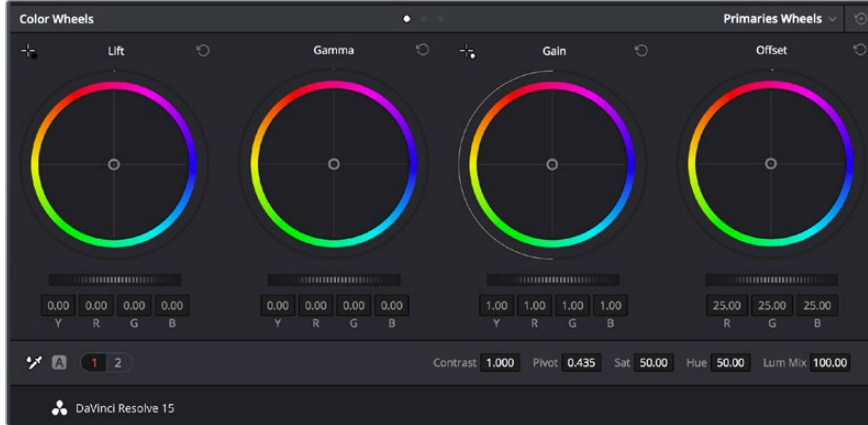 Color Wheels Primaries Wheels
Lift Gamma Gain Offset
0.00 0.00 0.00 0.00 0.00 0.00 0.00 0.00 1.00 1.00 1.00 1.00 25.00 25.00 25.00
Y R G B Y R G B Y R G B R G B
A 1 2 Contrast 1.000 Pivot 0.435 Sat 50.00 Hue 50.00 Lum Mix 100.00
DaVinci Resolve 15